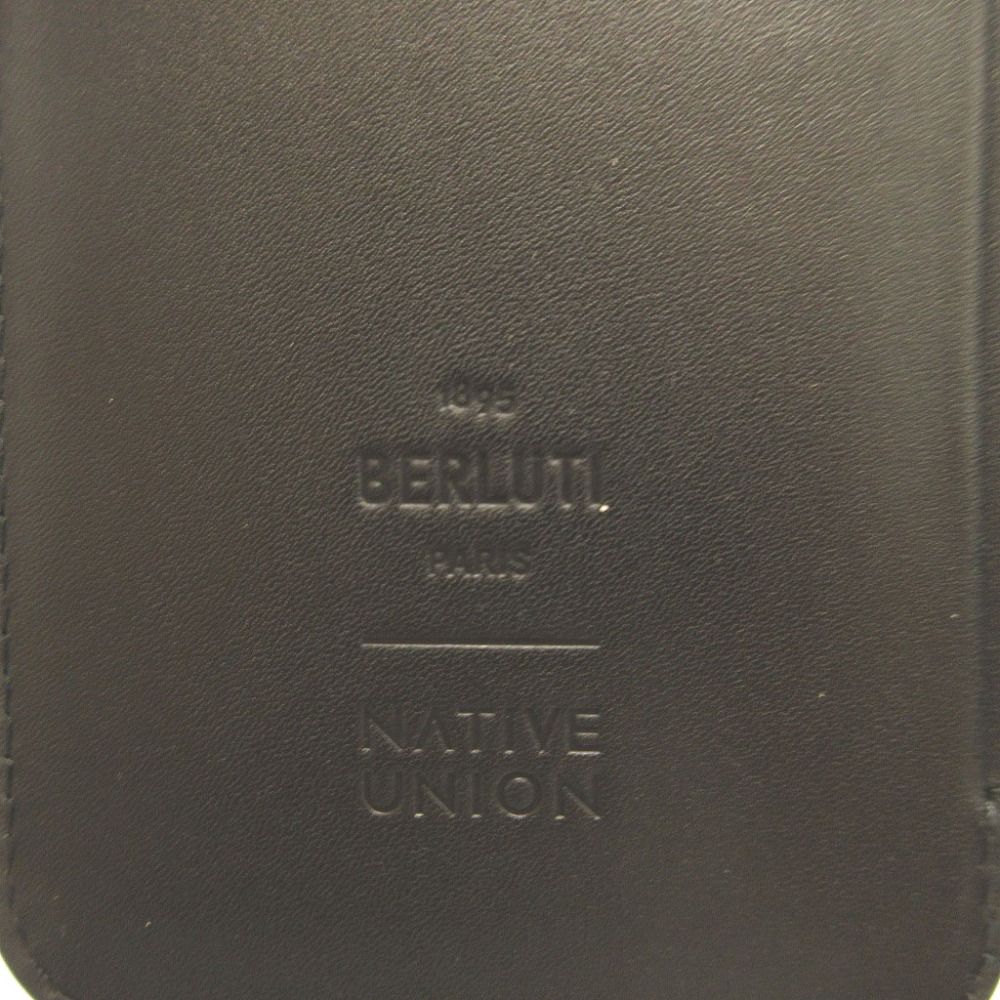 1895
BERLUTI
PARIS
NATIVE
UNION